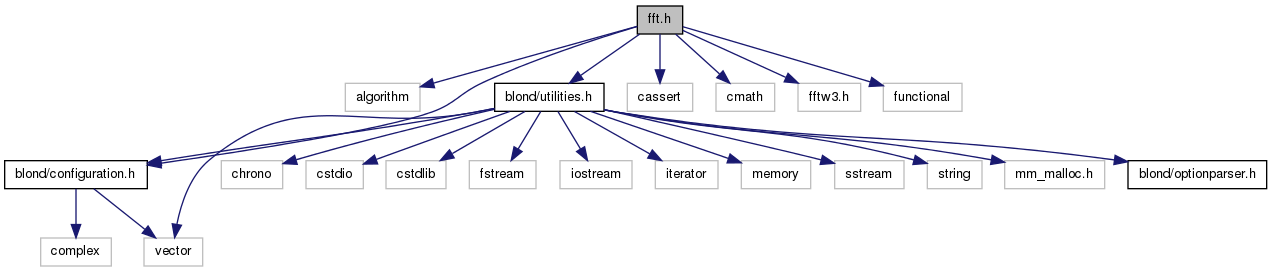 fft.h
algorithm
blond/utilities.h
cassert
cmath
fftw3.h
functional
blond/configuration.h
chrono
cstdio
cstdlib
fstream
iostream
iterator
memory
sstream
string
mm_malloc.h
blond/optionparser.h
complex
vector